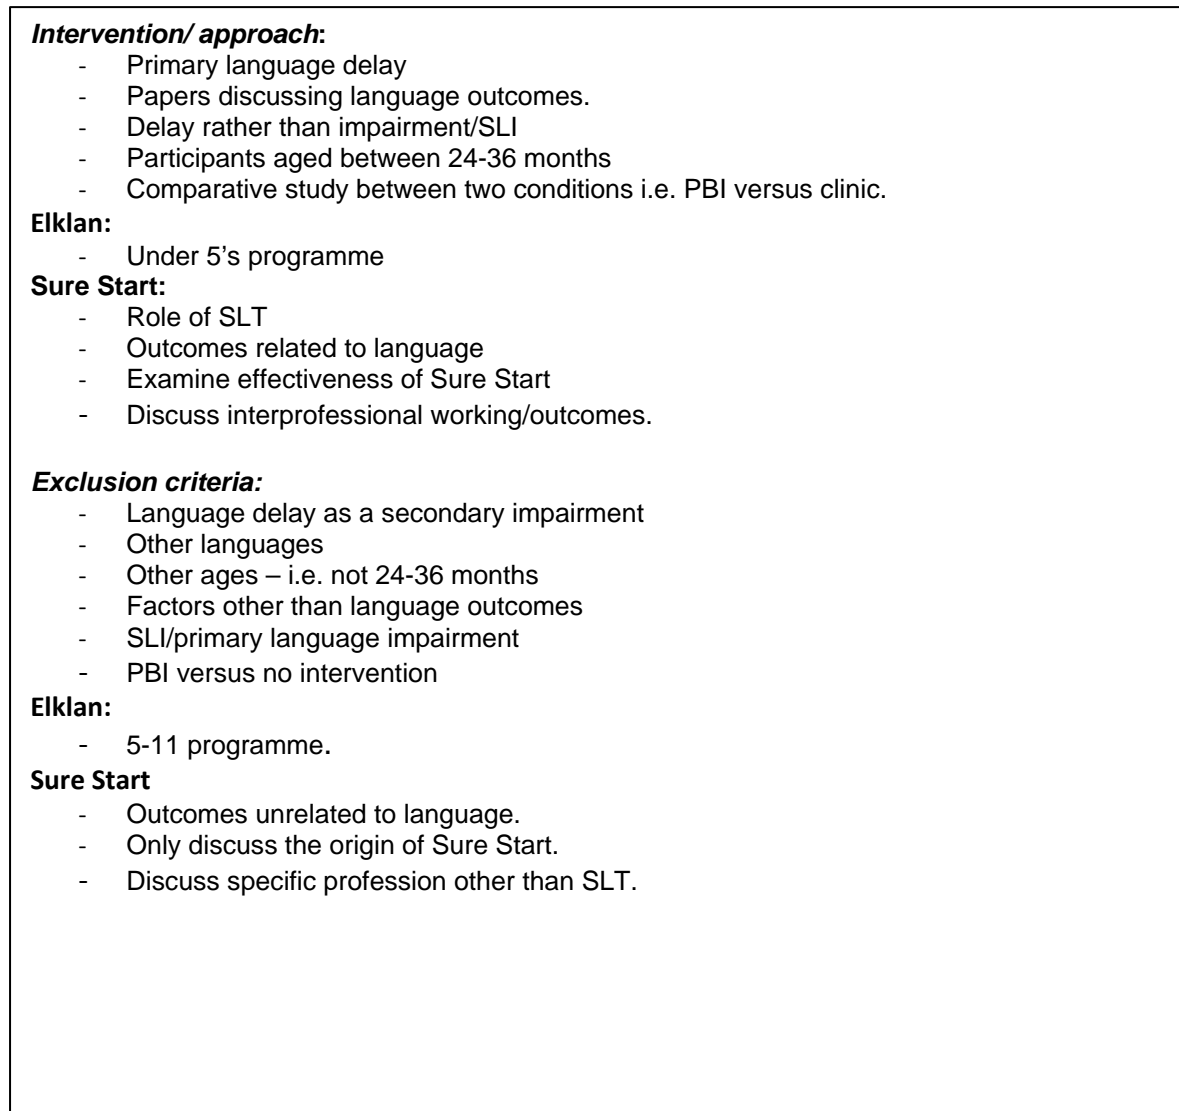 Intervention/ approach:
- Primary language delay
- Papers discussing language outcomes.
- Delay rather than impairment/SLI
- Participants aged between 24-36 months
- Comparative study between two conditions i.e. PBI versus clinic.
Elklan:
- Under 5’s programme
Sure Start:
- Role of SLT
- Outcomes related to language
- Examine effectiveness of Sure Start
- Discuss interprofessional working/outcomes.
Exclusion criteria:
- Language delay as a secondary impairment
- Other languages
- Other ages – i.e. not 24-36 months
- Factors other than language outcomes
- SLI/primary language impairment
- PBI versus no intervention
Elklan:
- 5-11 programme.
Sure Start
- Outcomes unrelated to language.
- Only discuss the origin of Sure Start.
- Discuss specific profession other than SLT.